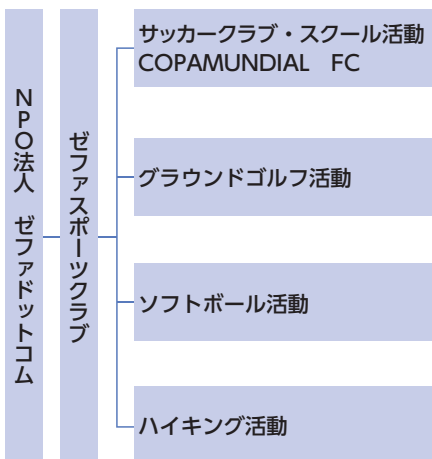 NPO法人　ゼファドットコム
ゼファスポーツクラブ
サッカークラブ・スクール活動
COPAMUNDIAL　FC
グラウンドゴルフ活動
ソフトボール活動
ハイキング活動